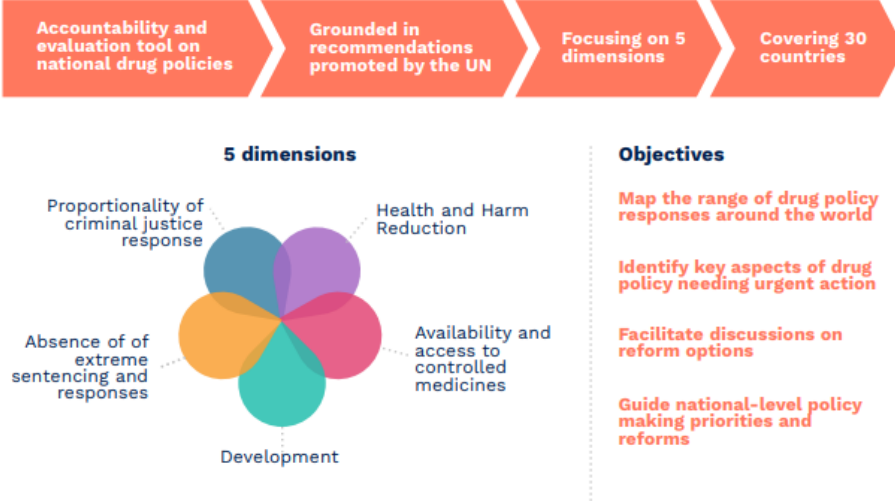 Accountability and
evaluation tool on
national drug policies
Grounded in
recommendations
promoted by the UN
Focusing on 5
dimensions
Covering 30
countries
5 dimensions
Proportionality of
criminal justice
response
Health and Harm
Reduction
Absence of of
extreme
sentencing and
responses
Availability and
access to
controlled
medicines
Development
Objectives
Map the range of drug policy
responses around the world
Identify key aspects of drug
policy needing urgent action
Facilitate discussions on
reform options
Guide national-level policy
making priorities and
reforms